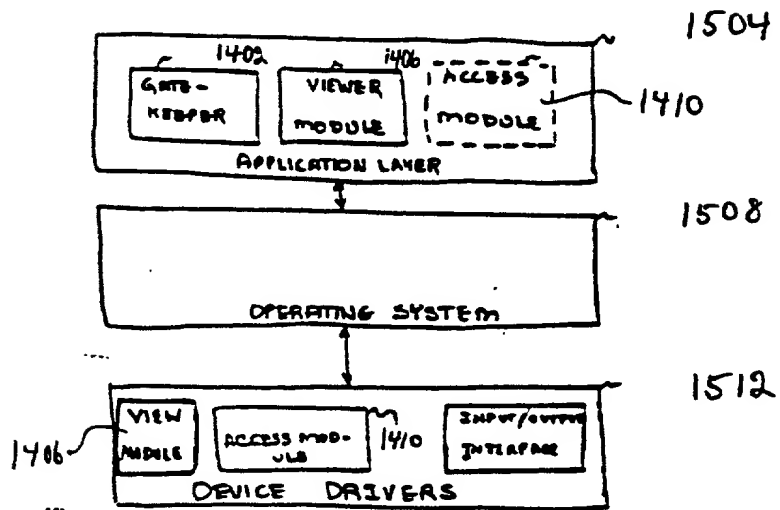 1504
1402
1406
GATE-
KEEPER
VIEWER
MODULE
ACCESS
MODULE
1410
APPLICATION LAYER
1508
OPERATING SYSTEM
1512
VIEW
MODULE
1406
ACCESS MOD-
ULE
1410
INPUT/OUTPUT
INTERFACE
DEVICE DRIVERS